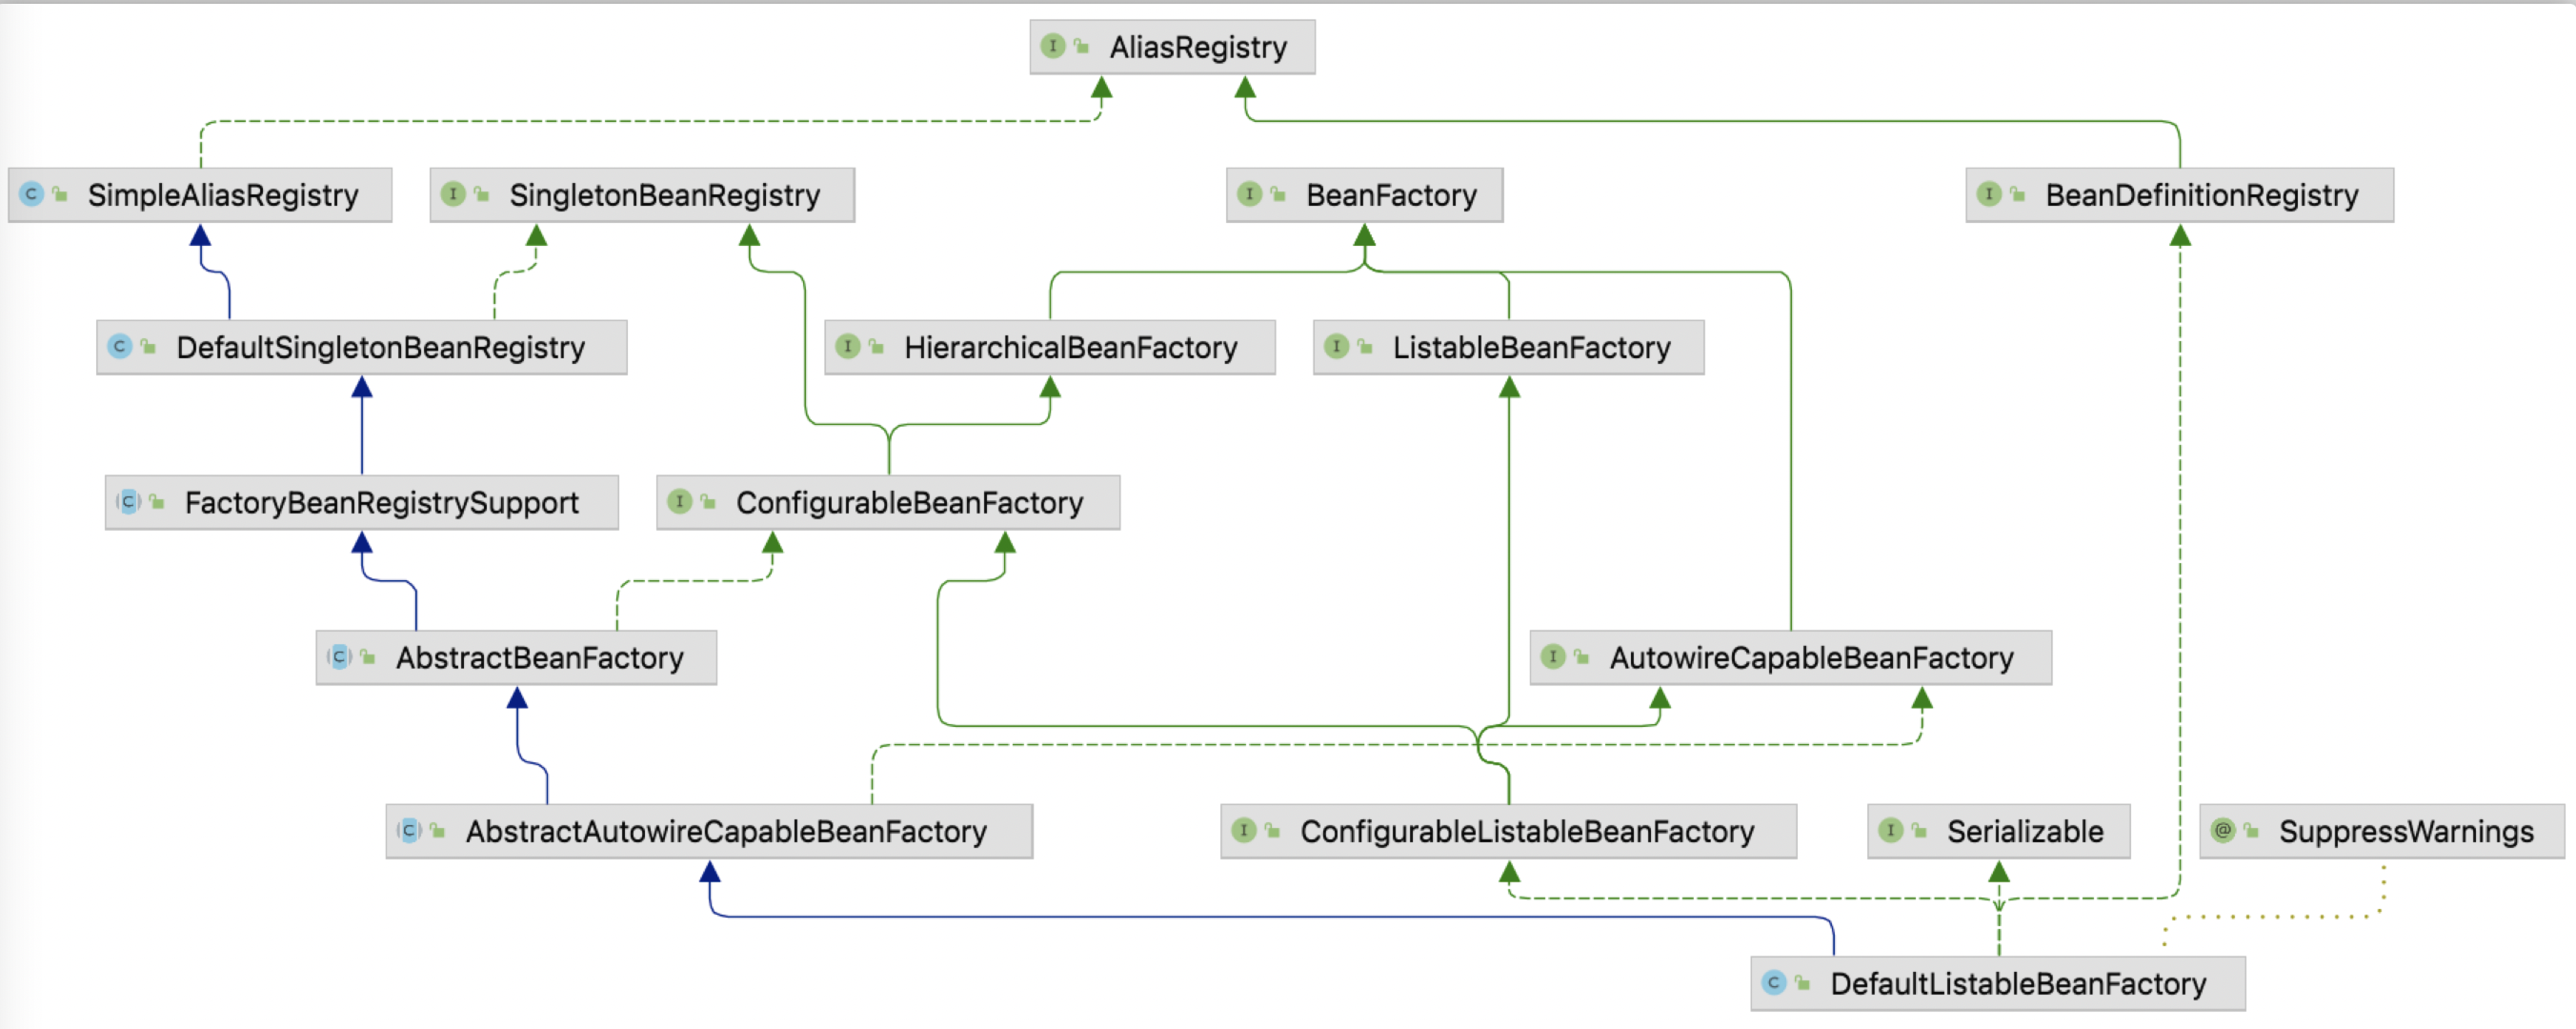 AliasRegistry
SimpleAliasRegistry
SingletonBeanRegistry
BeanFactory
BeanDefinitionRegistry
DefaultSingletonBeanRegistry
HierarchicalBeanFactory
ListableBeanFactory
FactoryBeanRegistrySupport
ConfigurableBeanFactory
AbstractBeanFactory
AutowireCapableBeanFactory
AbstractAutowireCapableBeanFactory
ConfigurableListableBeanFactory
Serializable
SuppressWarnings
DefaultListableBeanFactory